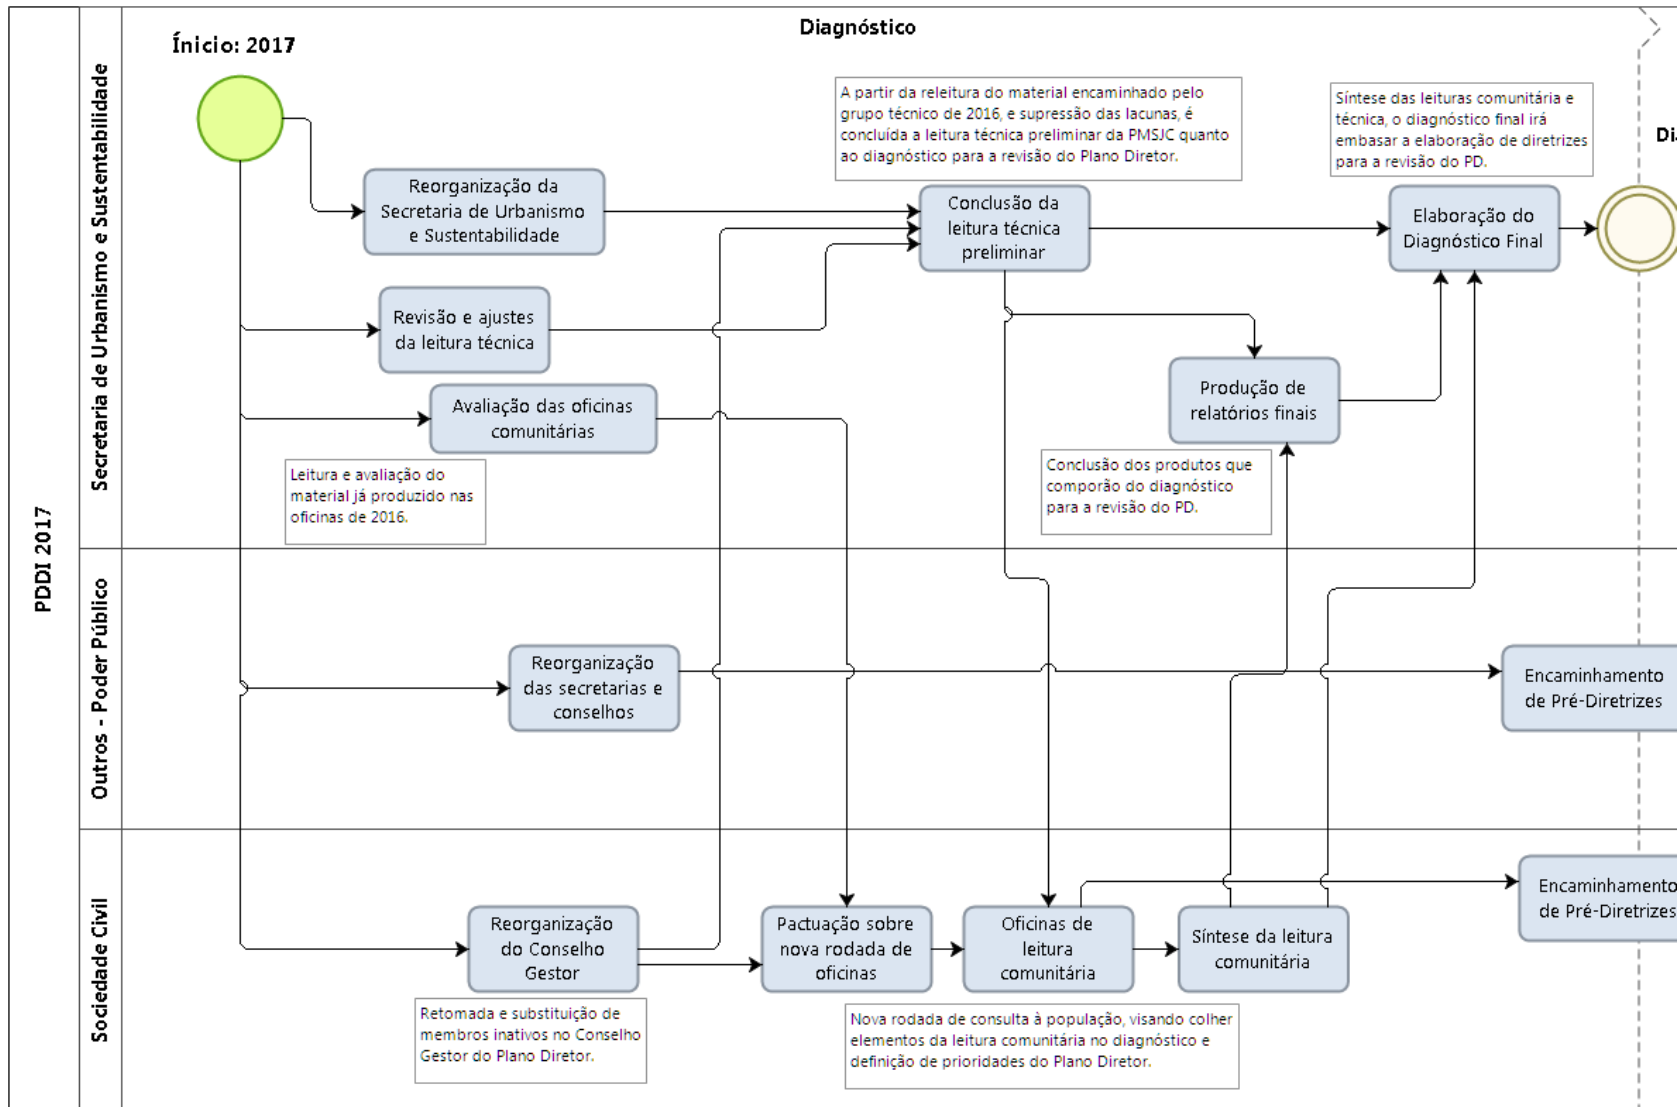 PDDI 2017
Diagnóstico
Secretaria de Urbanismo e Sustentabilidade
Ínicio: 2017
Reorganização da
Secretaria de Urbanismo
e Sustentabilidade
Revisão e ajustes
da leitura técnica
Avaliação das oficinas
comunitárias
Leitura e avaliação do
material já produzido nas
oficinas de 2016.
A partir da releitura do material encaminhado pelo
grupo técnico de 2016, e supressão das lacunas, é
concluída a leitura técnica preliminar da PMSJC quanto
ao diagnóstico para a revisão do Plano Diretor.
Conclusão da
leitura técnica
preliminar
Produção de
relatórios finais
Conclusão dos produtos que
comporão do diagnóstico
para a revisão do PD.
Síntese das leituras comunitária e
técnica, o diagnóstico final irá
embasar a elaboração de diretrizes
para a revisão do PD.
Elaboração do
Diagnóstico Final
Outros - Poder Público
Reorganização
das secretarias e
conselhos
Encaminhamento
de Pré-Diretrizes
Sociedade Civil
Reorganização
do Conselho
Gestor
Retomada e substituição de
membros inativos no Conselho
Gestor do Plano Diretor.
Pactuação sobre
nova rodada de
oficinas
Oficinas de
leitura
comunitária
Nova rodada de consulta à população, visando colher
elementos da leitura comunitária no diagnóstico e
definição de prioridades do Plano Diretor.
Síntese da leitura
comunitária
Encaminhamento
de Pré-Diretrizes